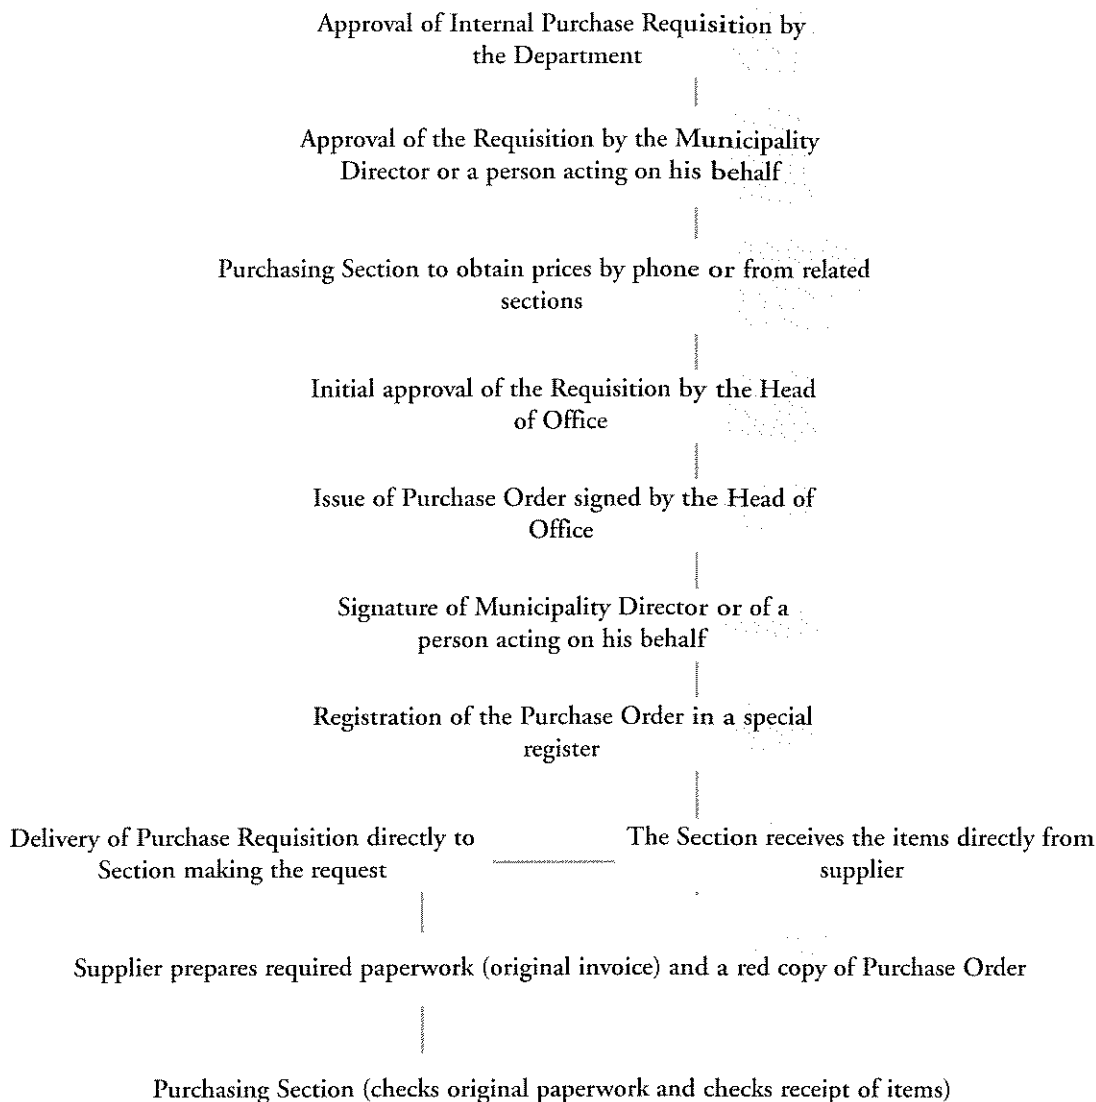 Approval of Internal Purchase Requisition by
the Department
Approval of the Requisition by the Municipality
Director or a person acting on his behalf
Purchasing Section to obtain prices by phone or from related
sections
Initial approval of the Requisition by the Head
of Office
Issue of Purchase Order signed by the Head of
Office
Signature of Municipality Director or of a
person acting on his behalf
Registration of the Purchase Order in a special
register
Delivery of Purchase Requisition directly to
Section making the request
The Section receives the items directly from
supplier
Supplier prepares required paperwork (original invoice) and a red copy of Purchase Order
Purchasing Section (checks original paperwork and checks receipt of items)